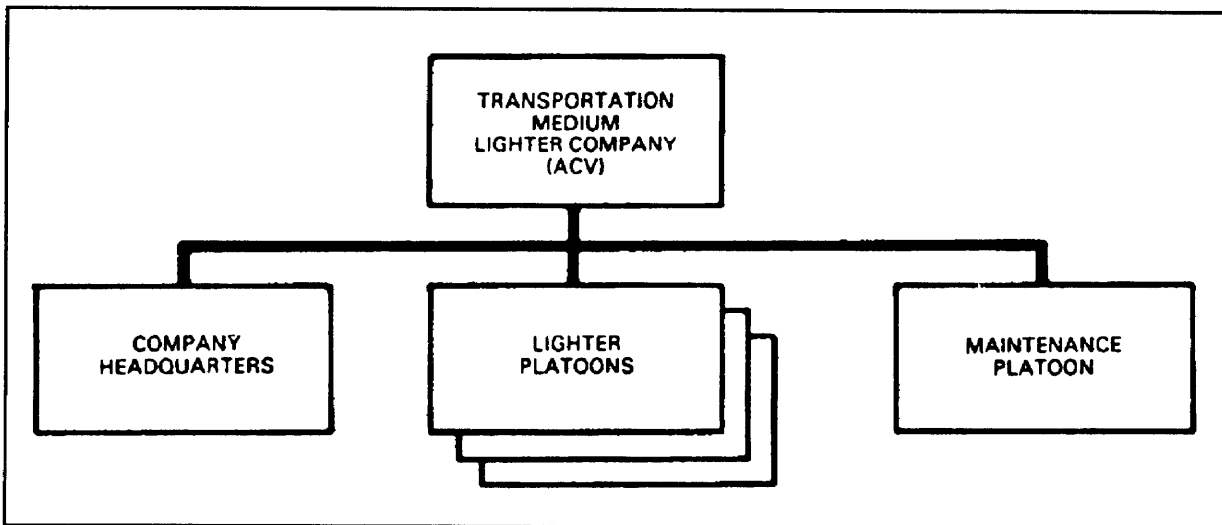 TRANSPORTATION
MEDIUM
LIGHTER COMPANY
(ACV)
COMPANY
HEADQUARTERS
LIGHTER
PLATOONS
MAINTENANCE
PLATOON